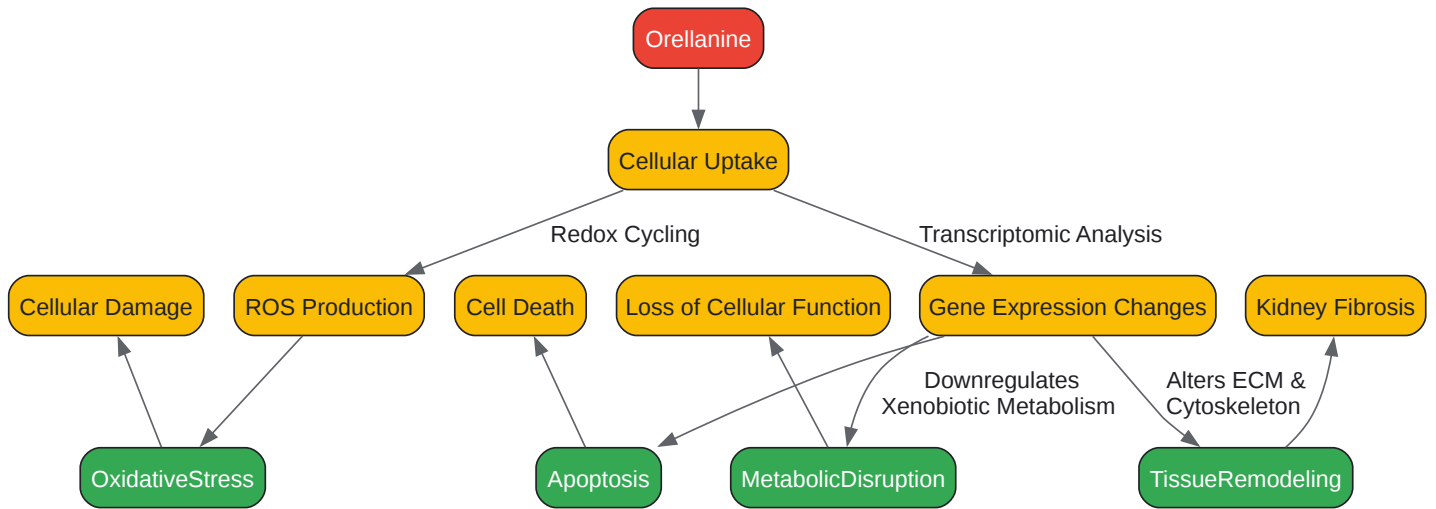 Orellanine
Cellular Uptake
Redox Cycling
Transcriptomic Analysis
Cellular Damage
ROS Production
Cell Death
Loss of Cellular Function
Gene Expression Changes
Kidney Fibrosis
Downregulates
Xenobiotic Metabolism
Alters ECM &
Cytoskeleton
OxidativeStress
Apoptosis
MetabolicDisruption
TissueRemodeling